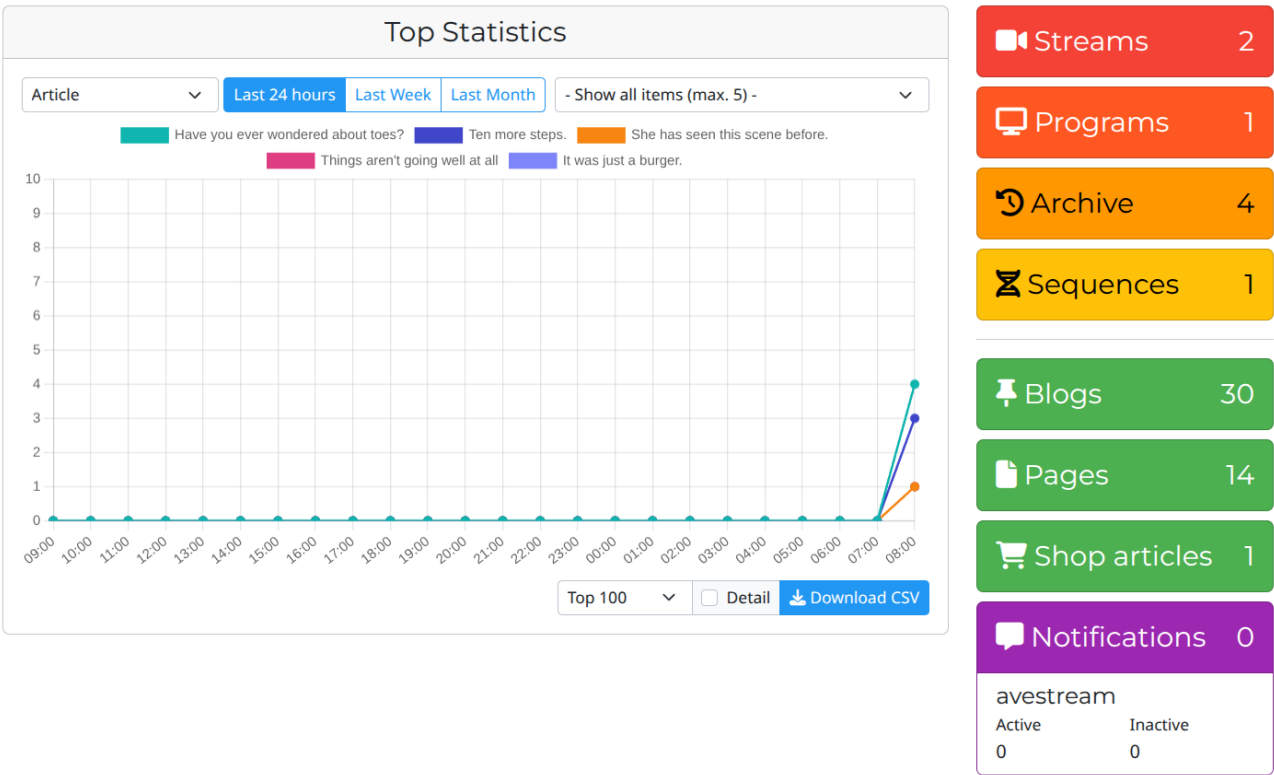 Top Statistics
Article
Last 24 hours
Last Week
Last Month
- Show all items (max. 5) -
Have you ever wondered about toes?
Ten more steps.
She has seen this scene before.
Things aren't going well at all
It was just a burger.
10
9
8
7
6
5
4
3
2
1
0
09:00 10:00 11:00 12:00 13:00 14:00 15:00 16:00 17:00 18:00 19:00 20:00 21:00 22:00 23:00 00:00 01:00 02:00 03:00 04:00 05:00 06:00 07:00 08:00
Top 100
Detail
Download CSV
Streams 2
Programs 1
Archive 4
Sequences 1
Blogs 30
Pages 14
Shop articles 1
Notifications 0
avestream
Active Inactive
0 0